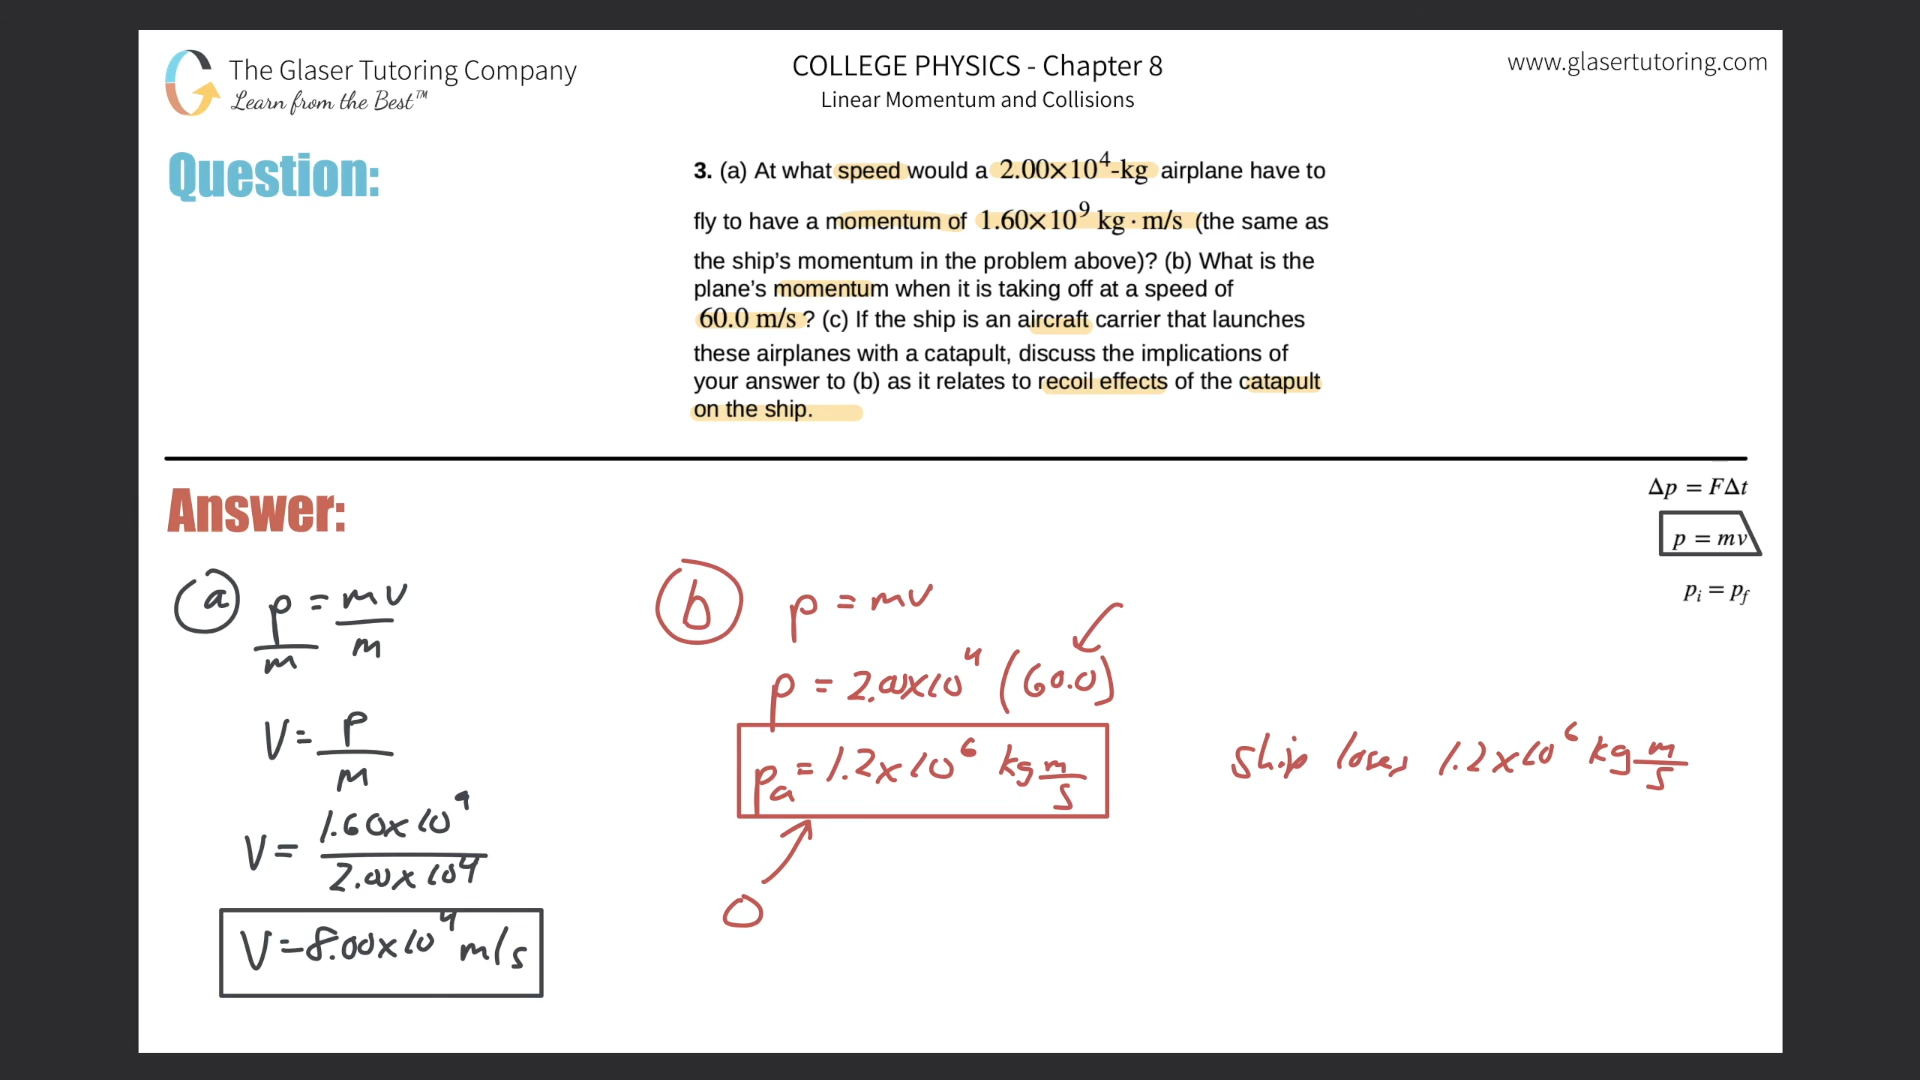 The Glaser Tutoring Company
Learn from the Best™
COLLEGE PHYSICS - Chapter 8
Linear Momentum and Collisions
www.glasertutoring.com
Question:
3. (a) At what speed would a 2.00×10⁴-kg airplane have to
fly to have a momentum of 1.60×10⁹ kg · m/s (the same as
the ship's momentum in the problem above)? (b) What is the
plane's momentum when it is taking off at a speed of
60.0 m/s ? (c) If the ship is an aircraft carrier that launches
these airplanes with a catapult, discuss the implications of
your answer to (b) as it relates to recoil effects of the catapult
on the ship.
Answer:
Δp = FΔt
p = mv
pᵢ = p_f
a
p/m = mv/m
V = P/m
V = 1.60x10⁹/2.00x10⁴
V = 8.00x10⁴ m/s
b
p = mv
p = 2.00x10⁴ (60.0)
pₐ = 1.2x10⁶ kg m/s
0
Ship loses 1.2x10⁶ kg m/s